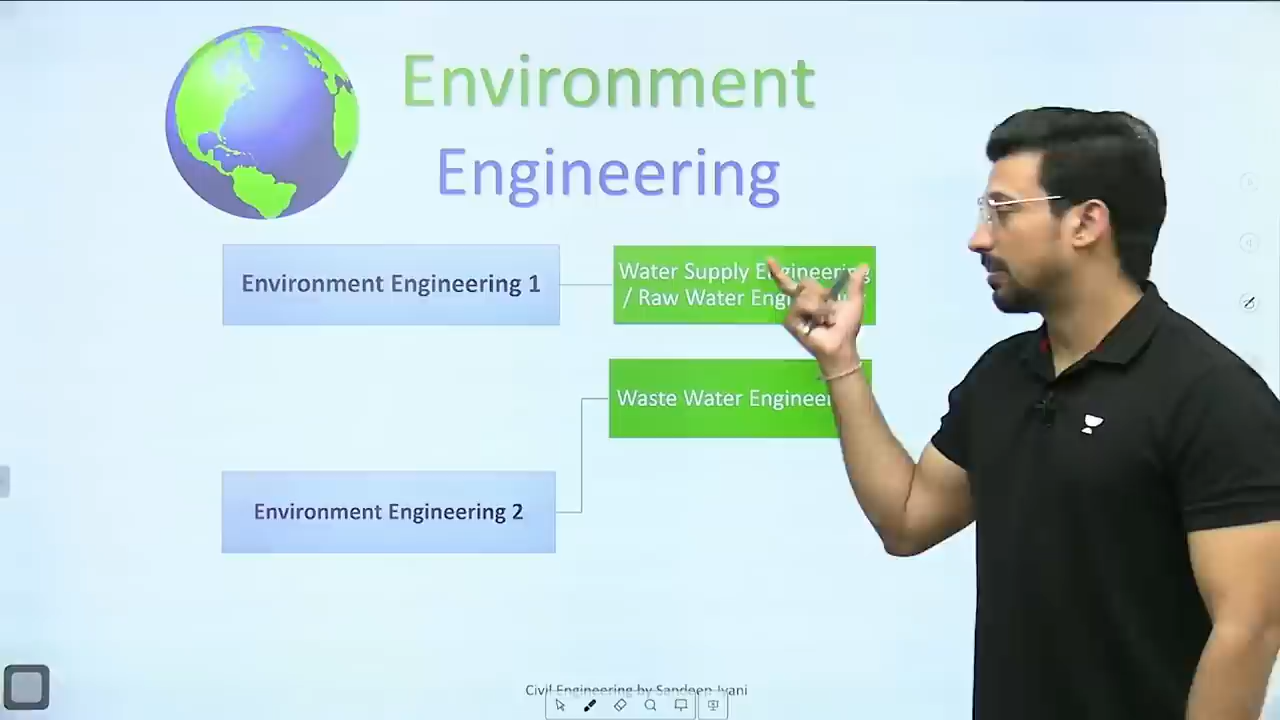 Environment
Engineering
Environment Engineering 1
Water Supply Engineering
/ Raw Water
Waste Water
Environment Engineering 2
Civil Engineering by Sandeep Jyani